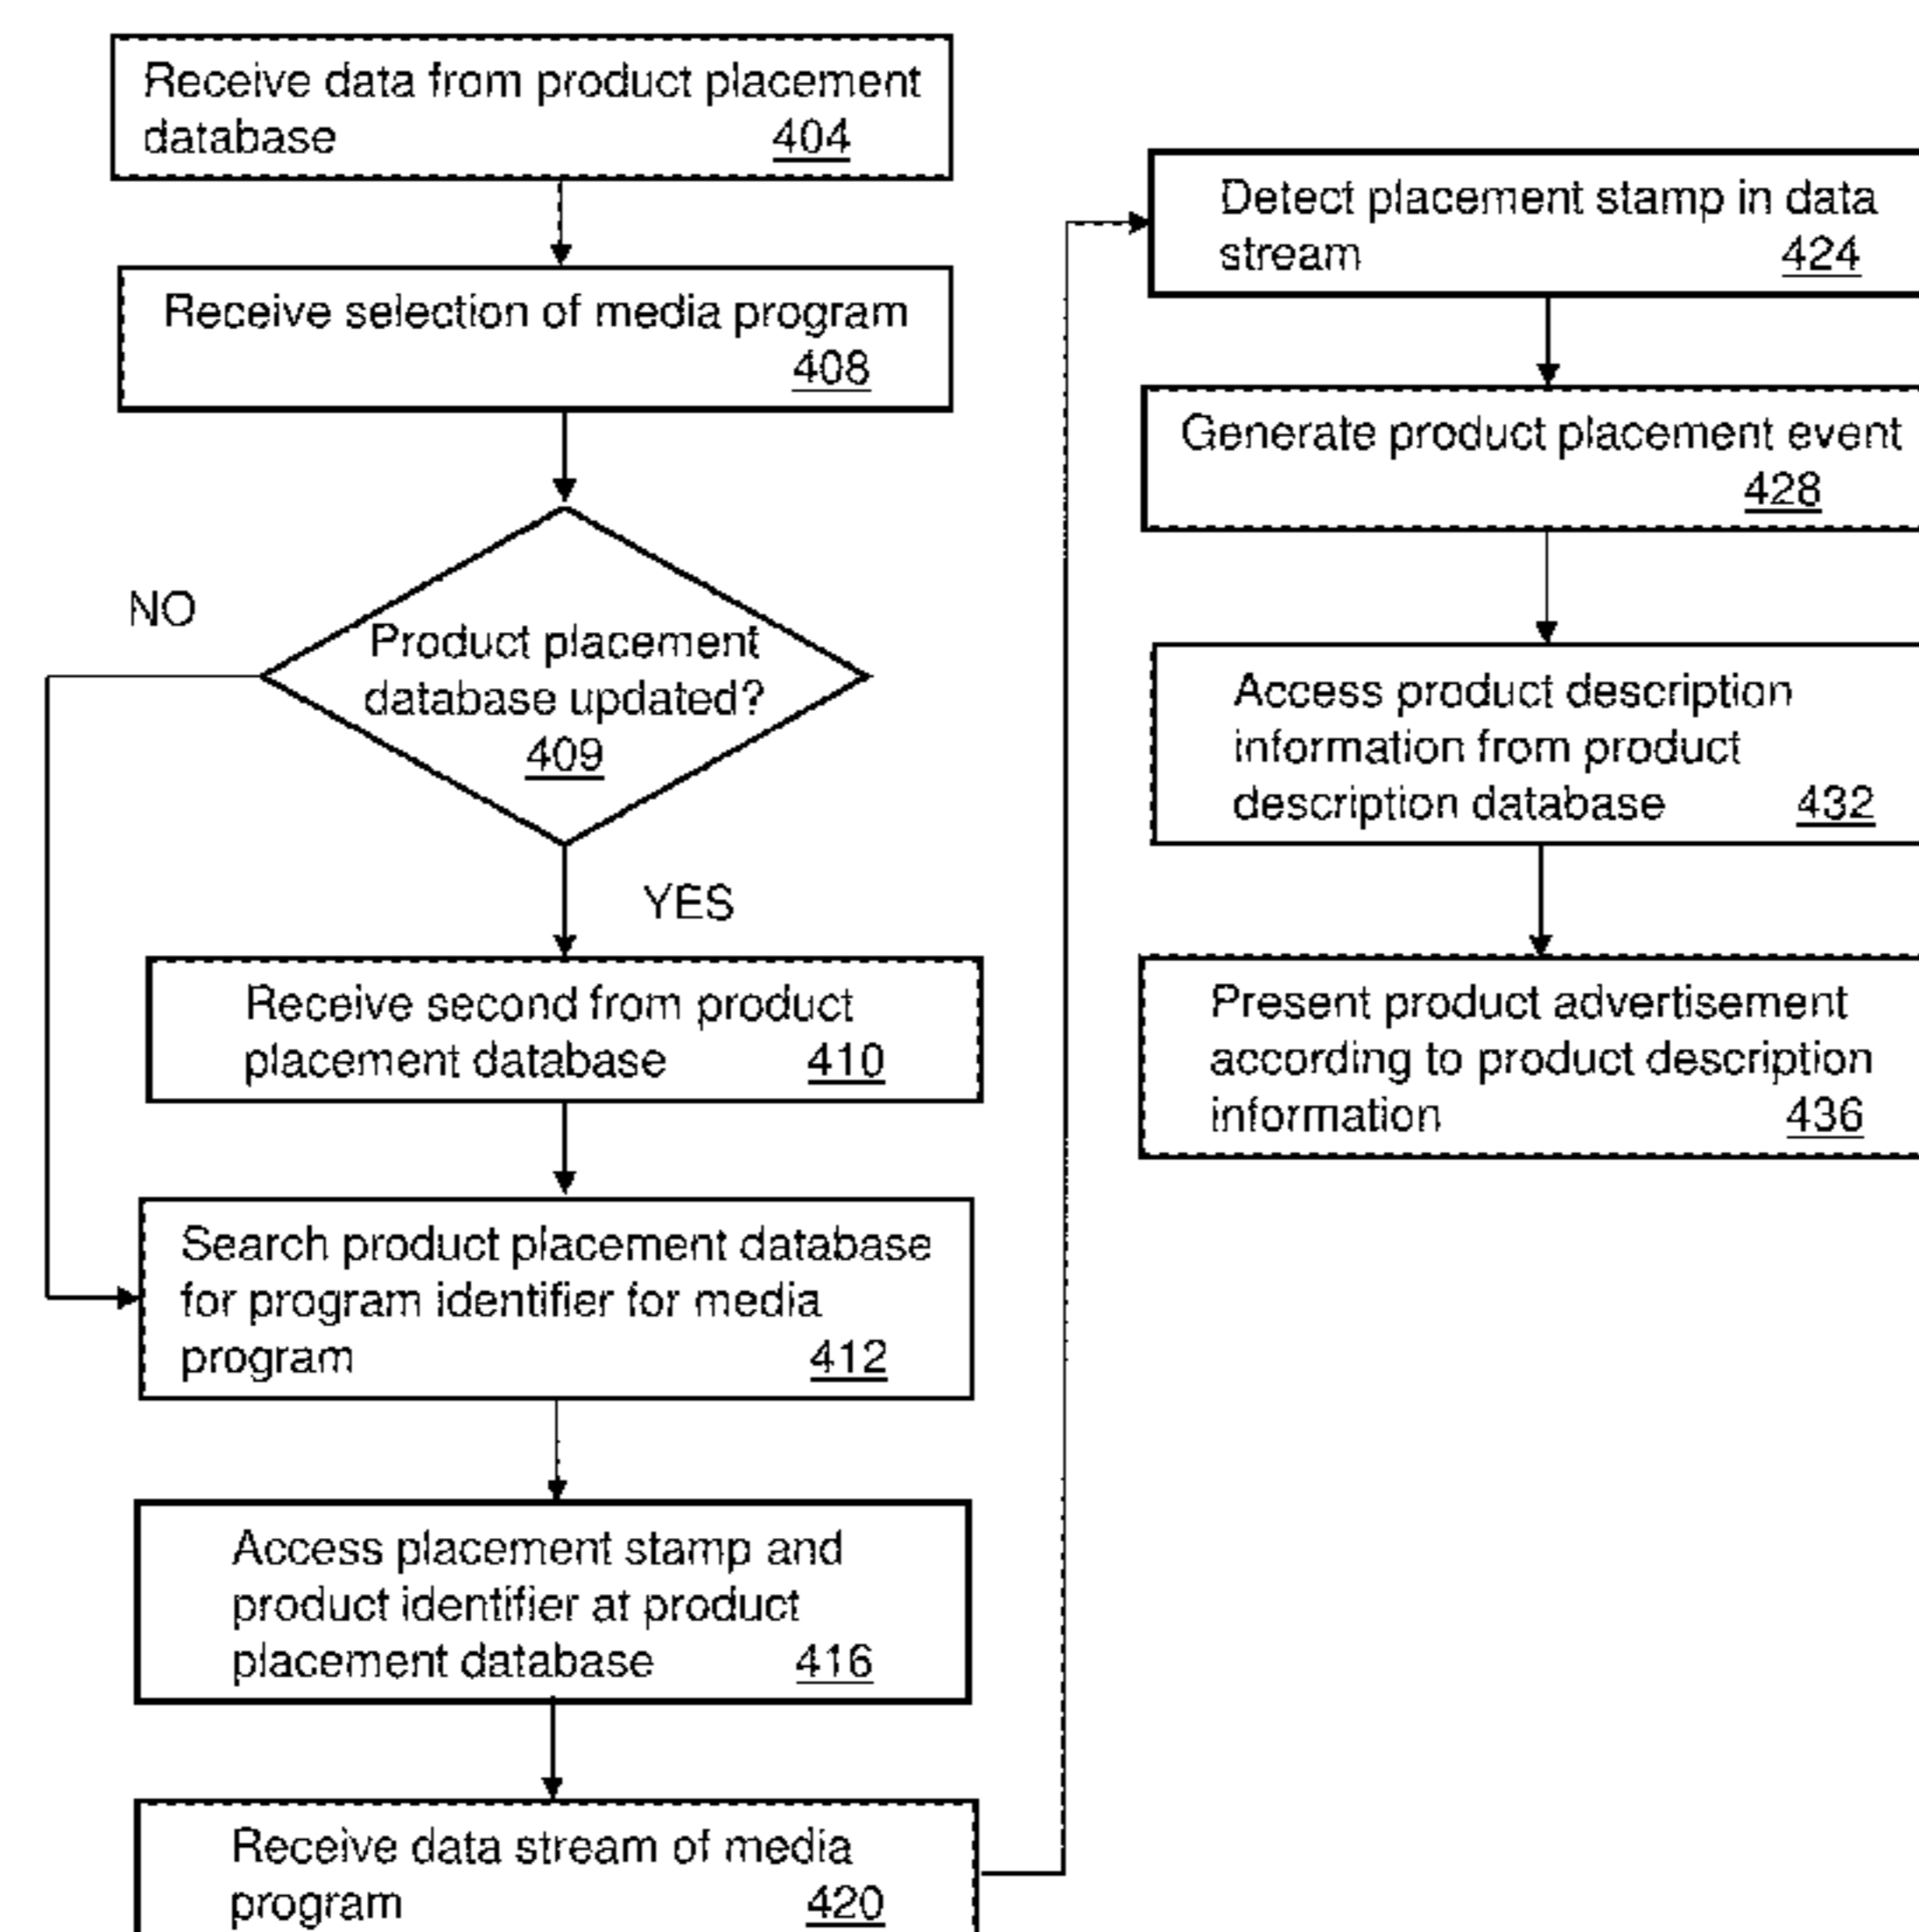 Receive data from product placement
database 404
Receive selection of media program
408
NO
Product placement
database updated?
409
YES
Receive second from product
placement database 410
Search product placement database
for program identifier for media
program 412
Access placement stamp and
product identifier at product
placement database 416
Receive data stream of media
program 420
Detect placement stamp in data
stream 424
Generate product placement event
428
Access product description
information from product
description database 432
Present product advertisement
according to product description
information 436